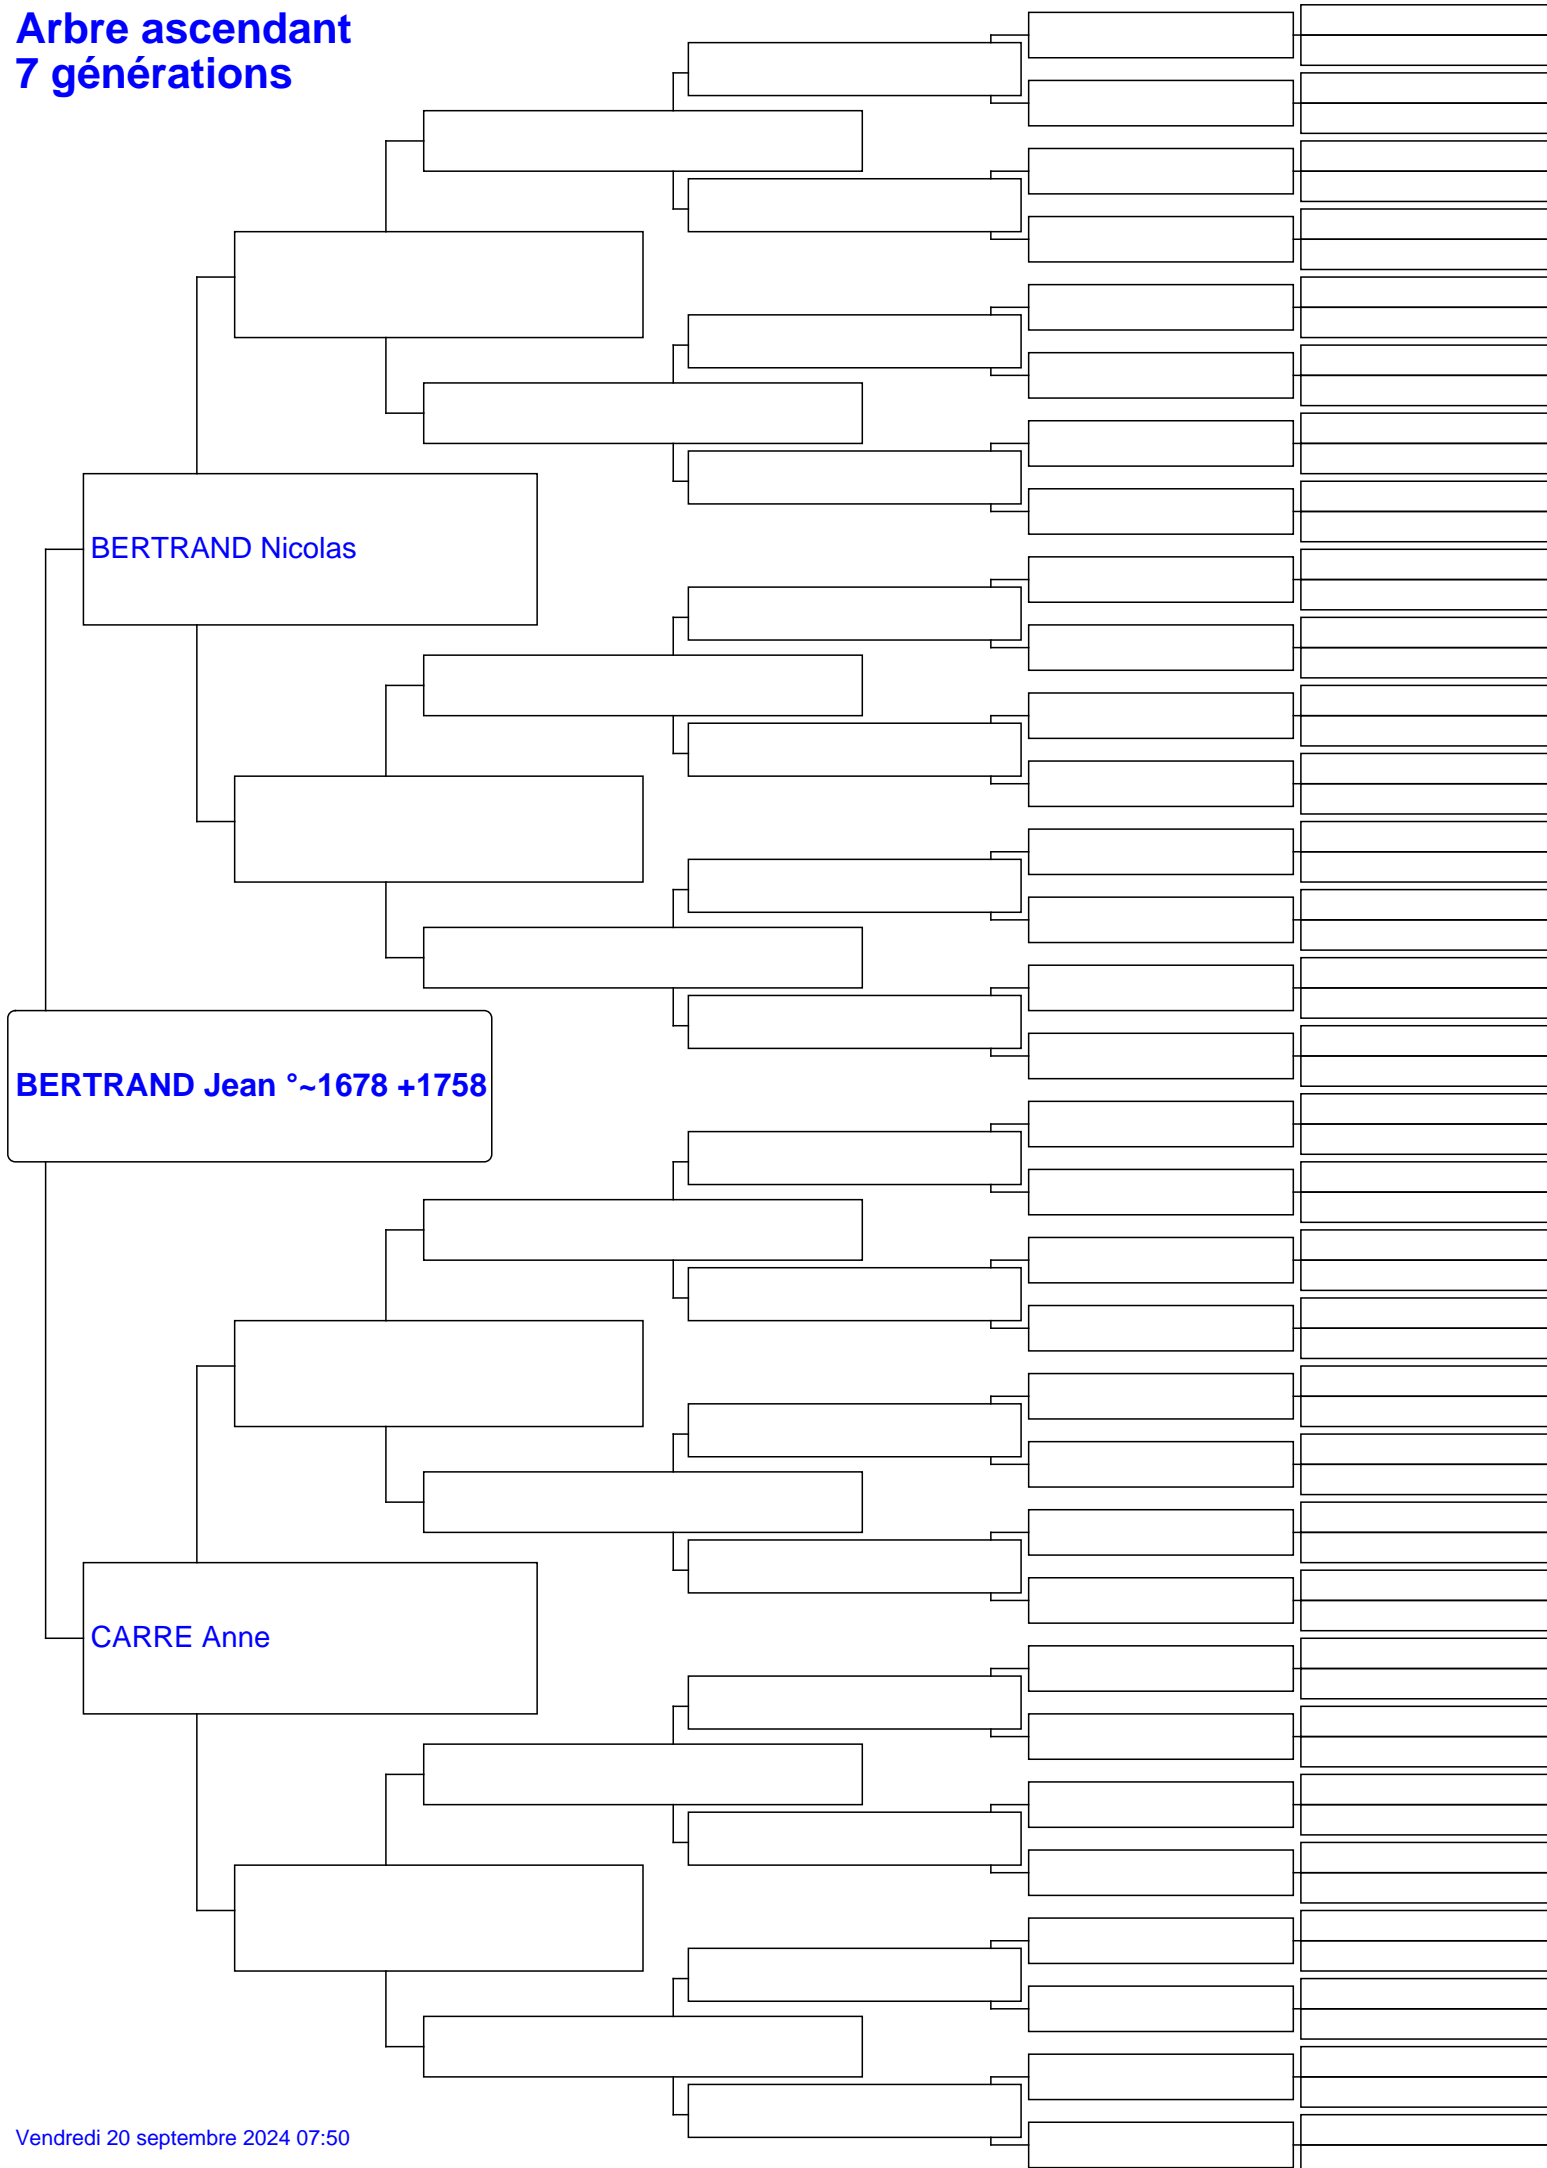 Arbre ascendant
7 générations
BERTRAND Nicolas
BERTRAND Jean °~1678 +1758
CARRE Anne
Vendredi 20 septembre 2024 07:50